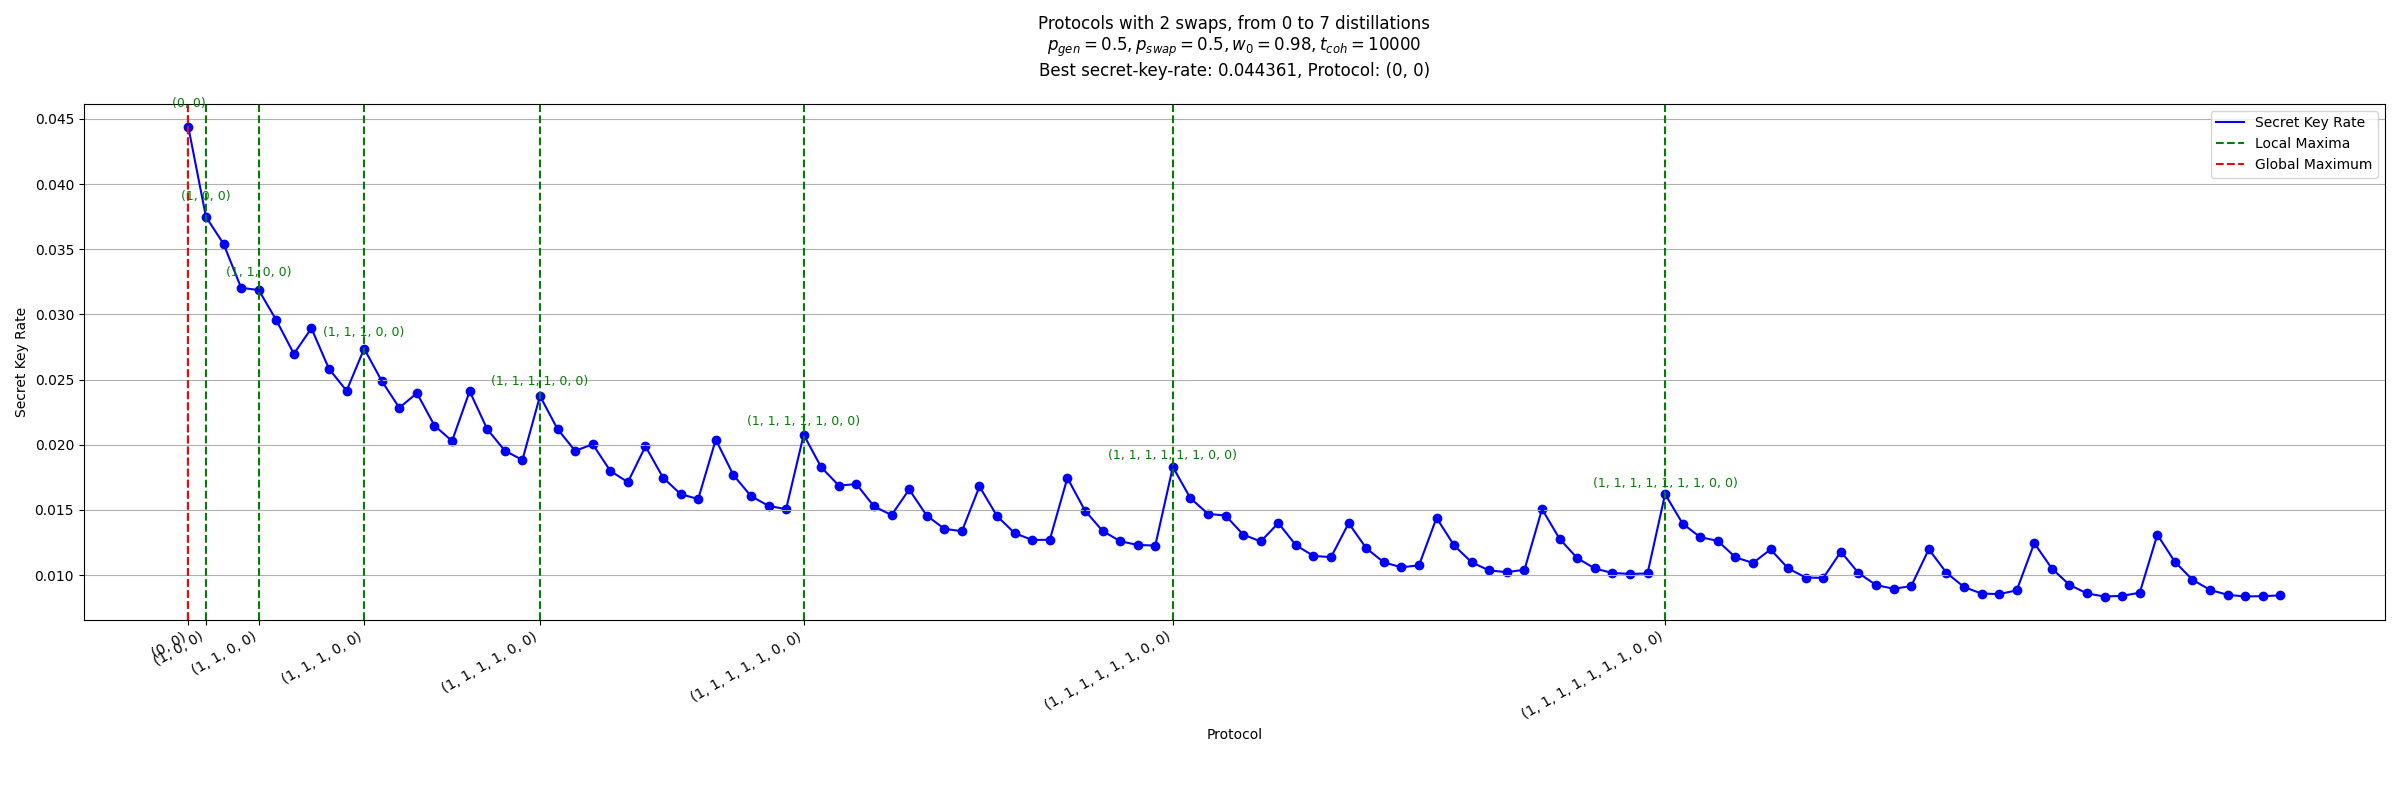 Protocols with 2 swaps, from 0 to 7 distillations
p_gen = 0.5, p_swap = 0.5, w_0 = 0.98, t_coh = 10000
Best secret-key-rate: 0.044361, Protocol: (0, 0)
Secret Key Rate
Local Maxima
Global Maximum
(0, 0)
(1, 0, 0)
(1, 1, 0, 0)
(1, 1, 1, 0, 0)
(1, 1, 1, 1, 0, 0)
(1, 1, 1, 1, 1, 0, 0)
(1, 1, 1, 1, 1, 1, 0, 0)
(1, 1, 1, 1, 1, 1, 1, 0, 0)
0.045
0.040
0.035
0.030
0.025
0.020
0.015
0.010
Secret Key Rate
(0, 0)
(1, 0, 0)
(1, 1, 0, 0)
(1, 1, 1, 0, 0)
(1, 1, 1, 1, 0, 0)
(1, 1, 1, 1, 1, 0, 0)
(1, 1, 1, 1, 1, 1, 0, 0)
(1, 1, 1, 1, 1, 1, 1, 0, 0)
Protocol